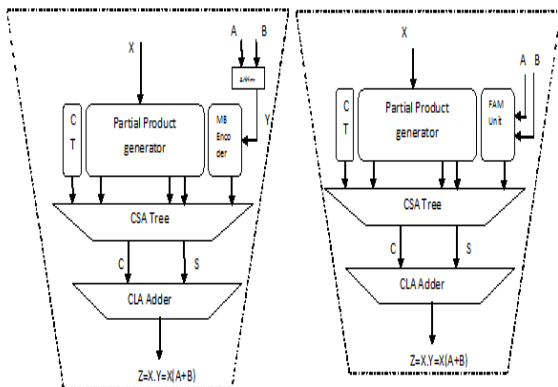 A B
X
Y
C
T
Partial Product
generator
MB
Enco
der
CSA Tree
C S
CLA Adder
Z=X.Y=X(A+B)
X
A B
C
T
Partial Product
generator
FAM
Unit
CSA Tree
C S
CLA Adder
Z=X.Y=X(A+B)